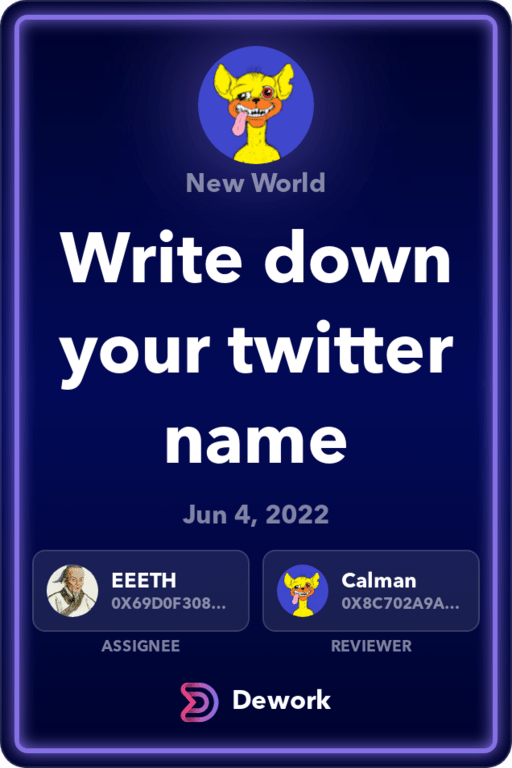 New World
Write down
your twitter
name
Jun 4, 2022
EEETH
0X69D0F308...
Calman
0X8C702A9A...
ASSIGNEE
REVIEWER
Dework